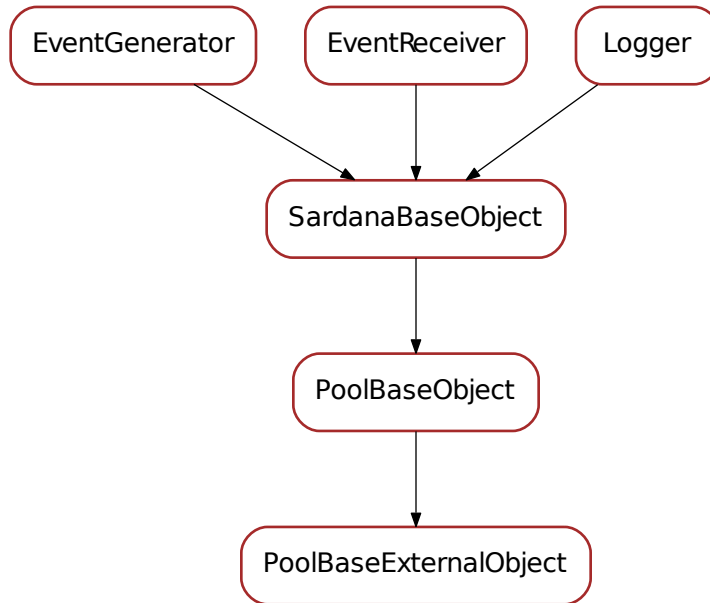 EventGenerator
EventReceiver
Logger
SardanaBaseObject
PoolBaseObject
PoolBaseExternalObject